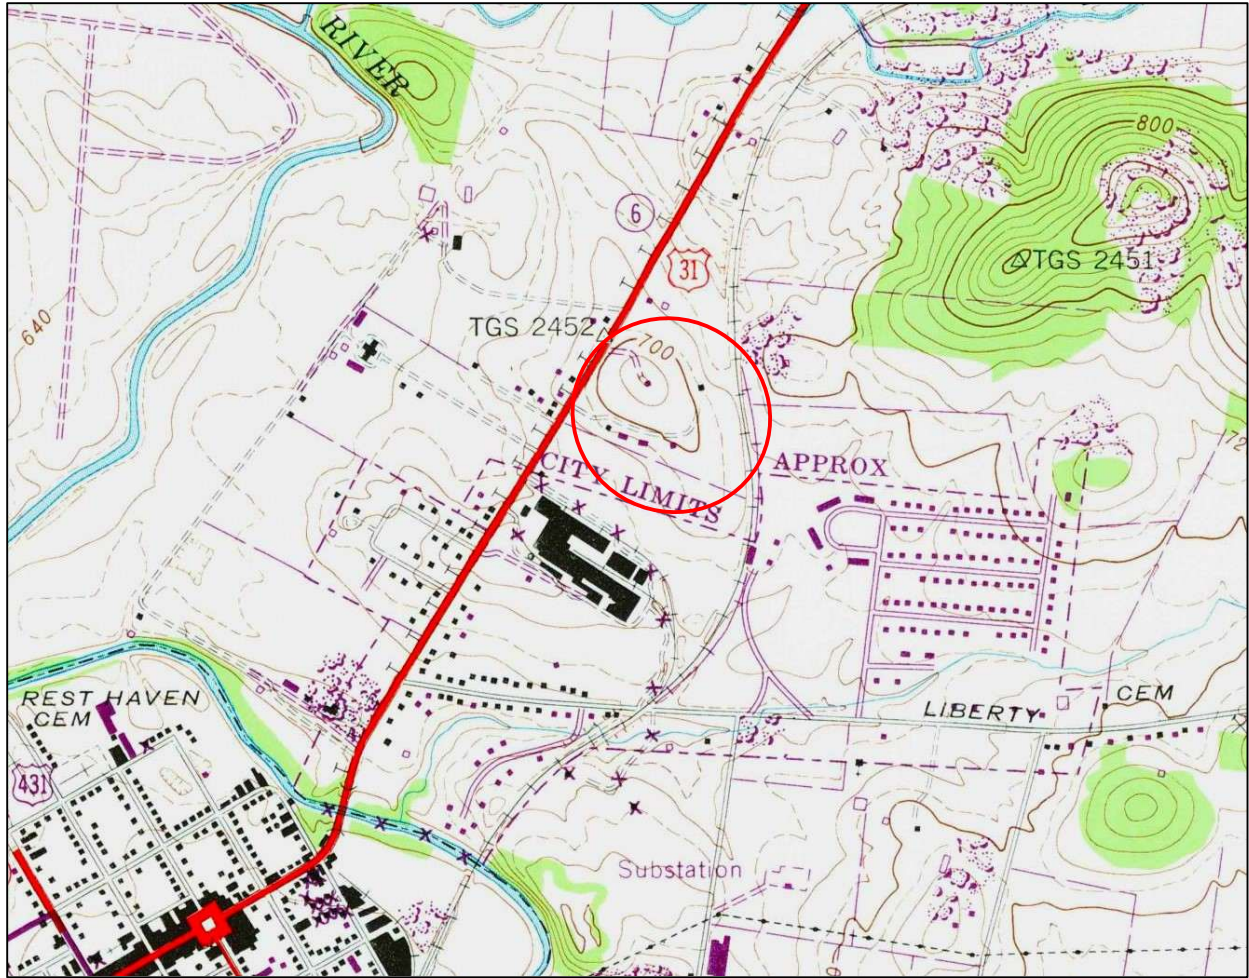 RIVER
800
6
31
TGS 2451
640
TGS 2452
700
CITY LIMITS
APPROX
REST HAVEN
CEM
LIBERTY
CEM
431
Substation